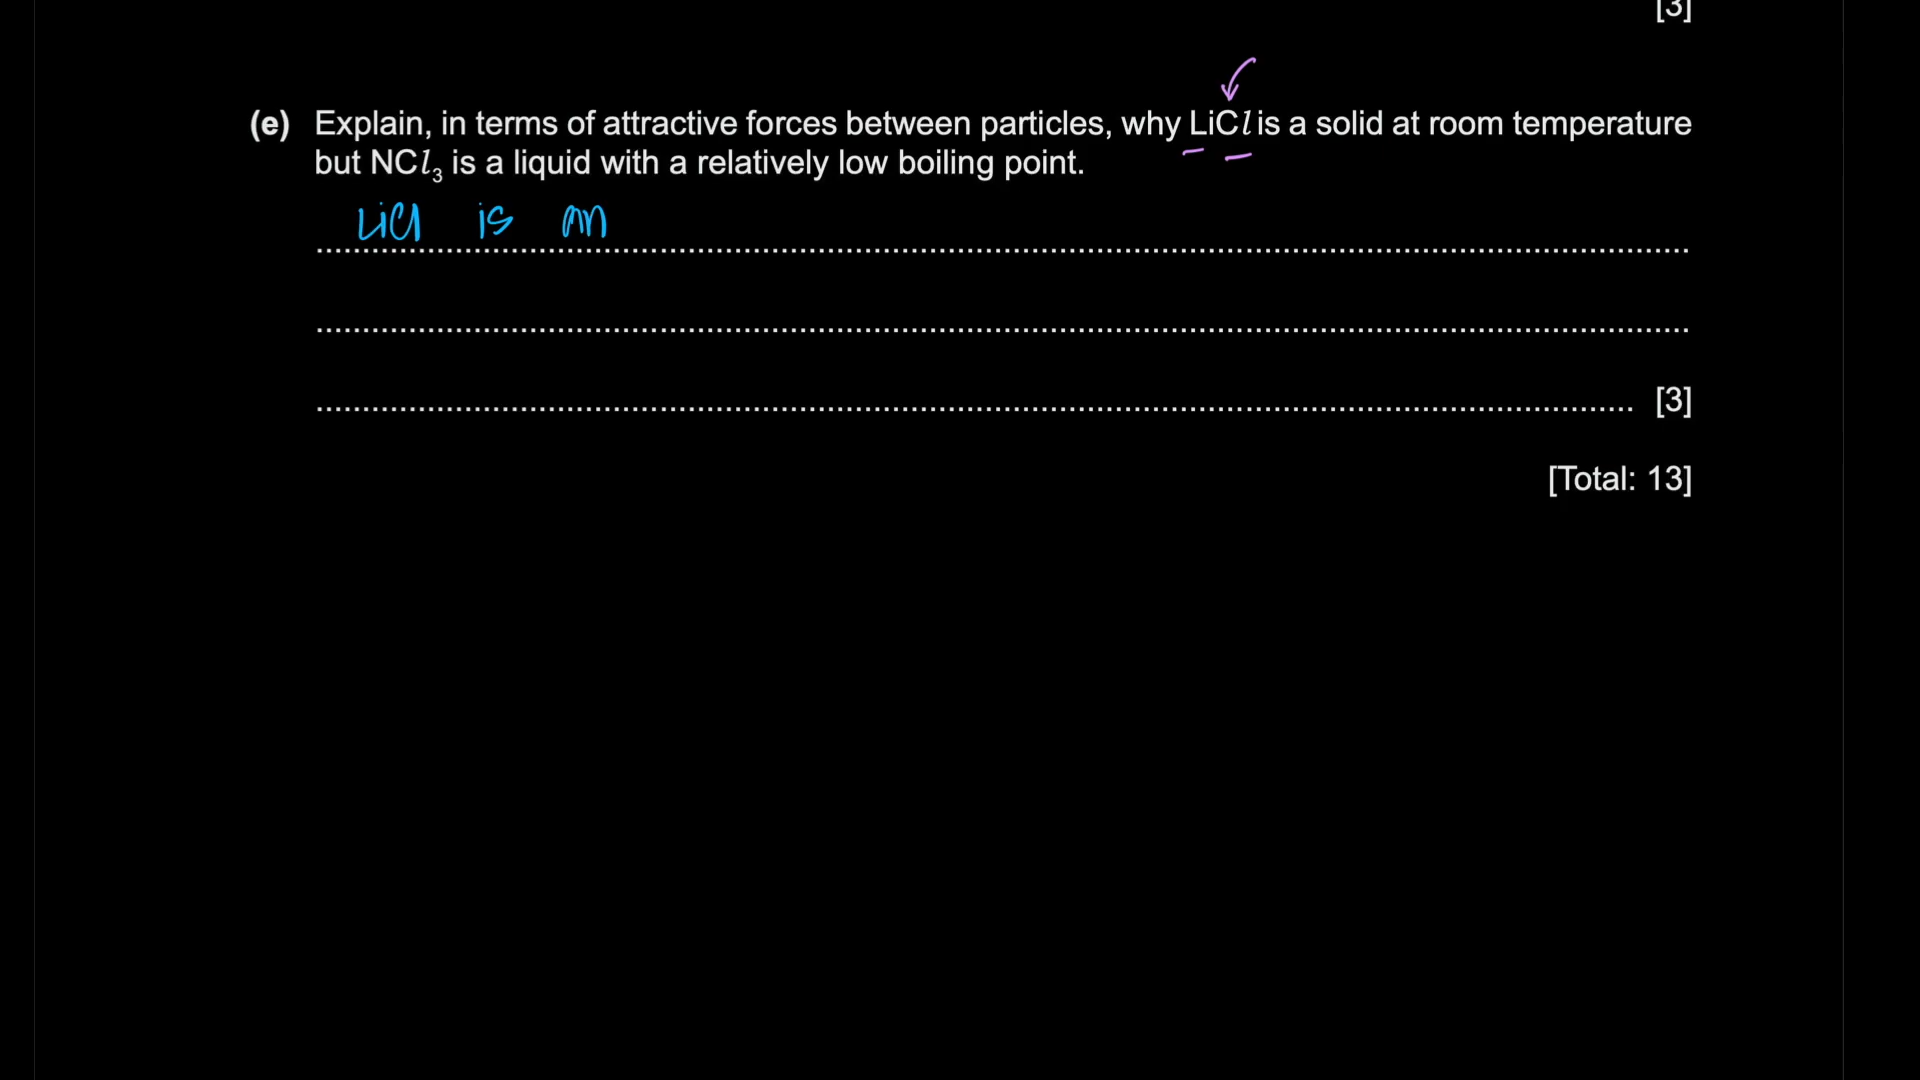 [3]
(e) Explain, in terms of attractive forces between particles, why LiCl is a solid at room temperature
but NCl₃ is a liquid with a relatively low boiling point.
LiCl is an
[3]
[Total: 13]